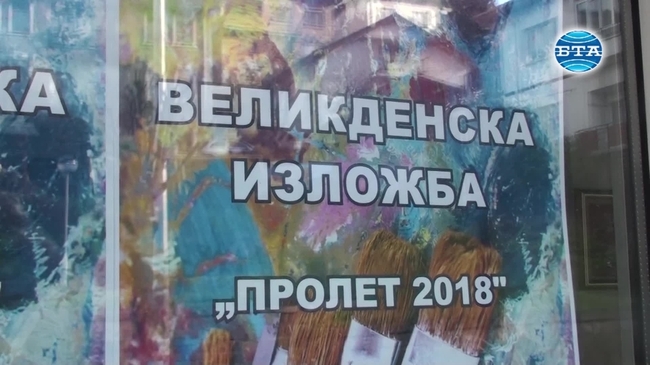 БТА
КА
ВЕЛИКДЕНСКА
ИЗЛОЖБА
„ПРОЛЕТ 2018"